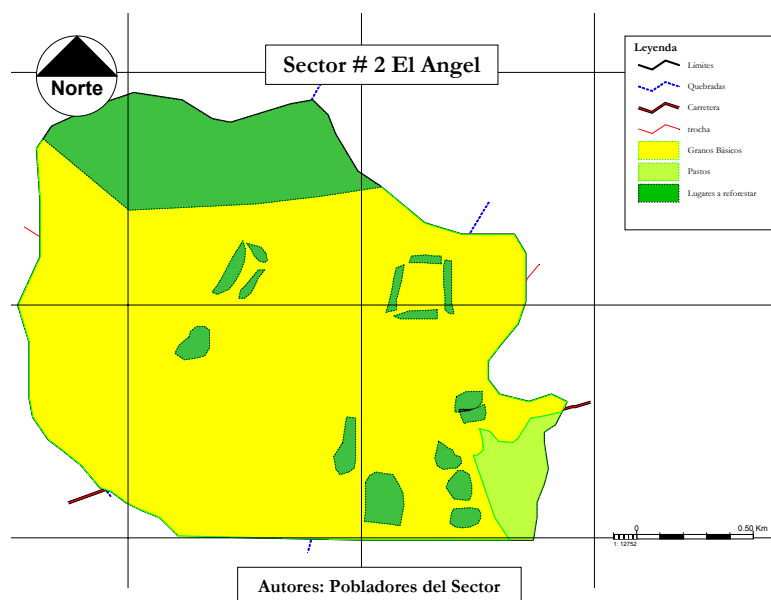 Sector # 2 El Angel
Norte
Leyenda
Límites
Quebradas
Carretera
trocha
Granos Básicos
Pastos
Lugares a reforestar
0
0.50 Km
1: 12752
Autores: Pobladores del Sector